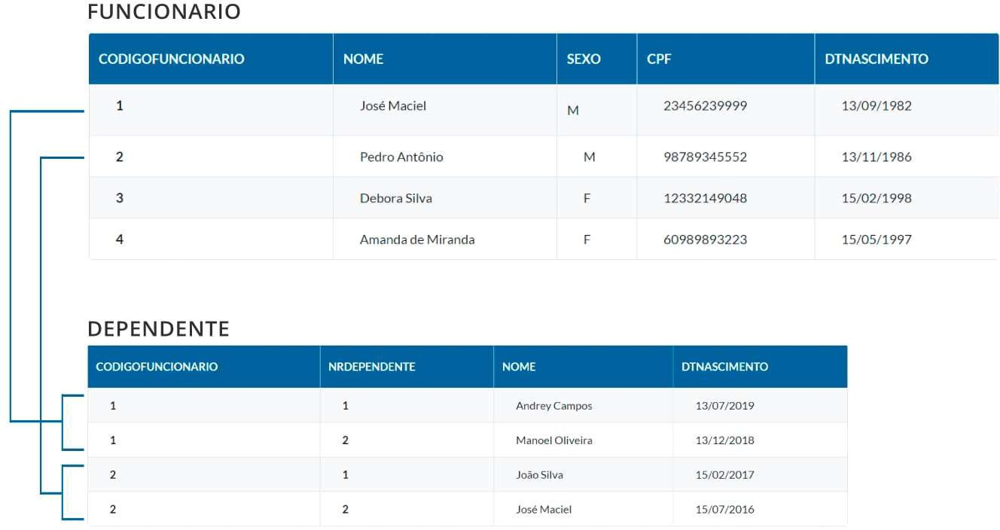 FUNCIONARIO
CODIGOFUNCIONARIO NOME SEXO CPF DTNASCIMENTO
1 José Maciel M 23456239999 13/09/1982
2 Pedro Antônio M 98789345552 13/11/1986
3 Debora Silva F 12332149048 15/02/1998
4 Amanda de Miranda F 60989893223 15/05/1997
DEPENDENTE
CODIGOFUNCIONARIO NRDEPENDENTE NOME DTNASCIMENTO
1 1 Andrey Campos 13/07/2019
1 2 Manoel Oliveira 13/12/2018
2 1 João Silva 15/02/2017
2 2 José Maciel 15/07/2016